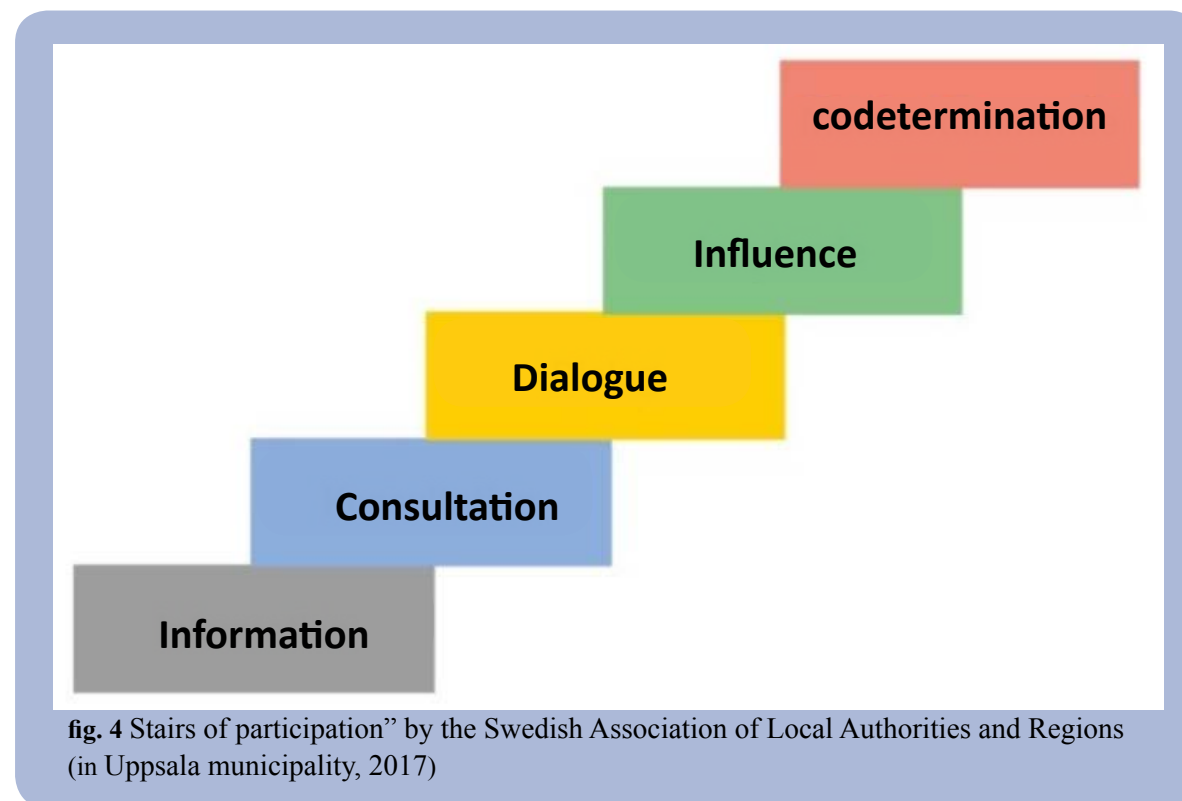 codetermination
Influence
Dialogue
Consultation
Information
fig. 4 Stairs of participation” by the Swedish Association of Local Authorities and Regions
(in Uppsala municipality, 2017)